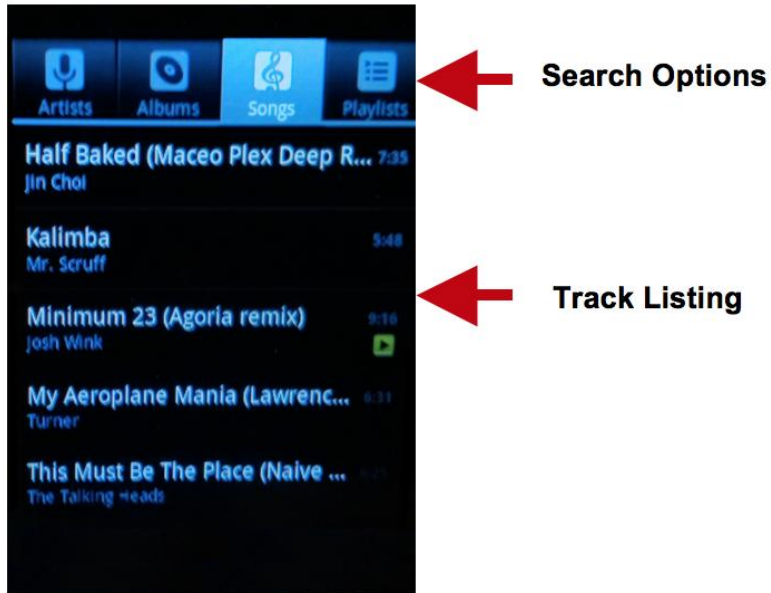 Artists Albums Songs Playlists
Search Options
Half Baked (Maceo Plex Deep R... 7:35
Jin Choi
Kalimba 5:48
Mr. Scruff
Track Listing
Minimum 23 (Agoria remix) 9:16
Josh Wink
My Aeroplane Mania (Lawrenc... 6:31
Turner
This Must Be The Place (Naive ...
The Talking Heads